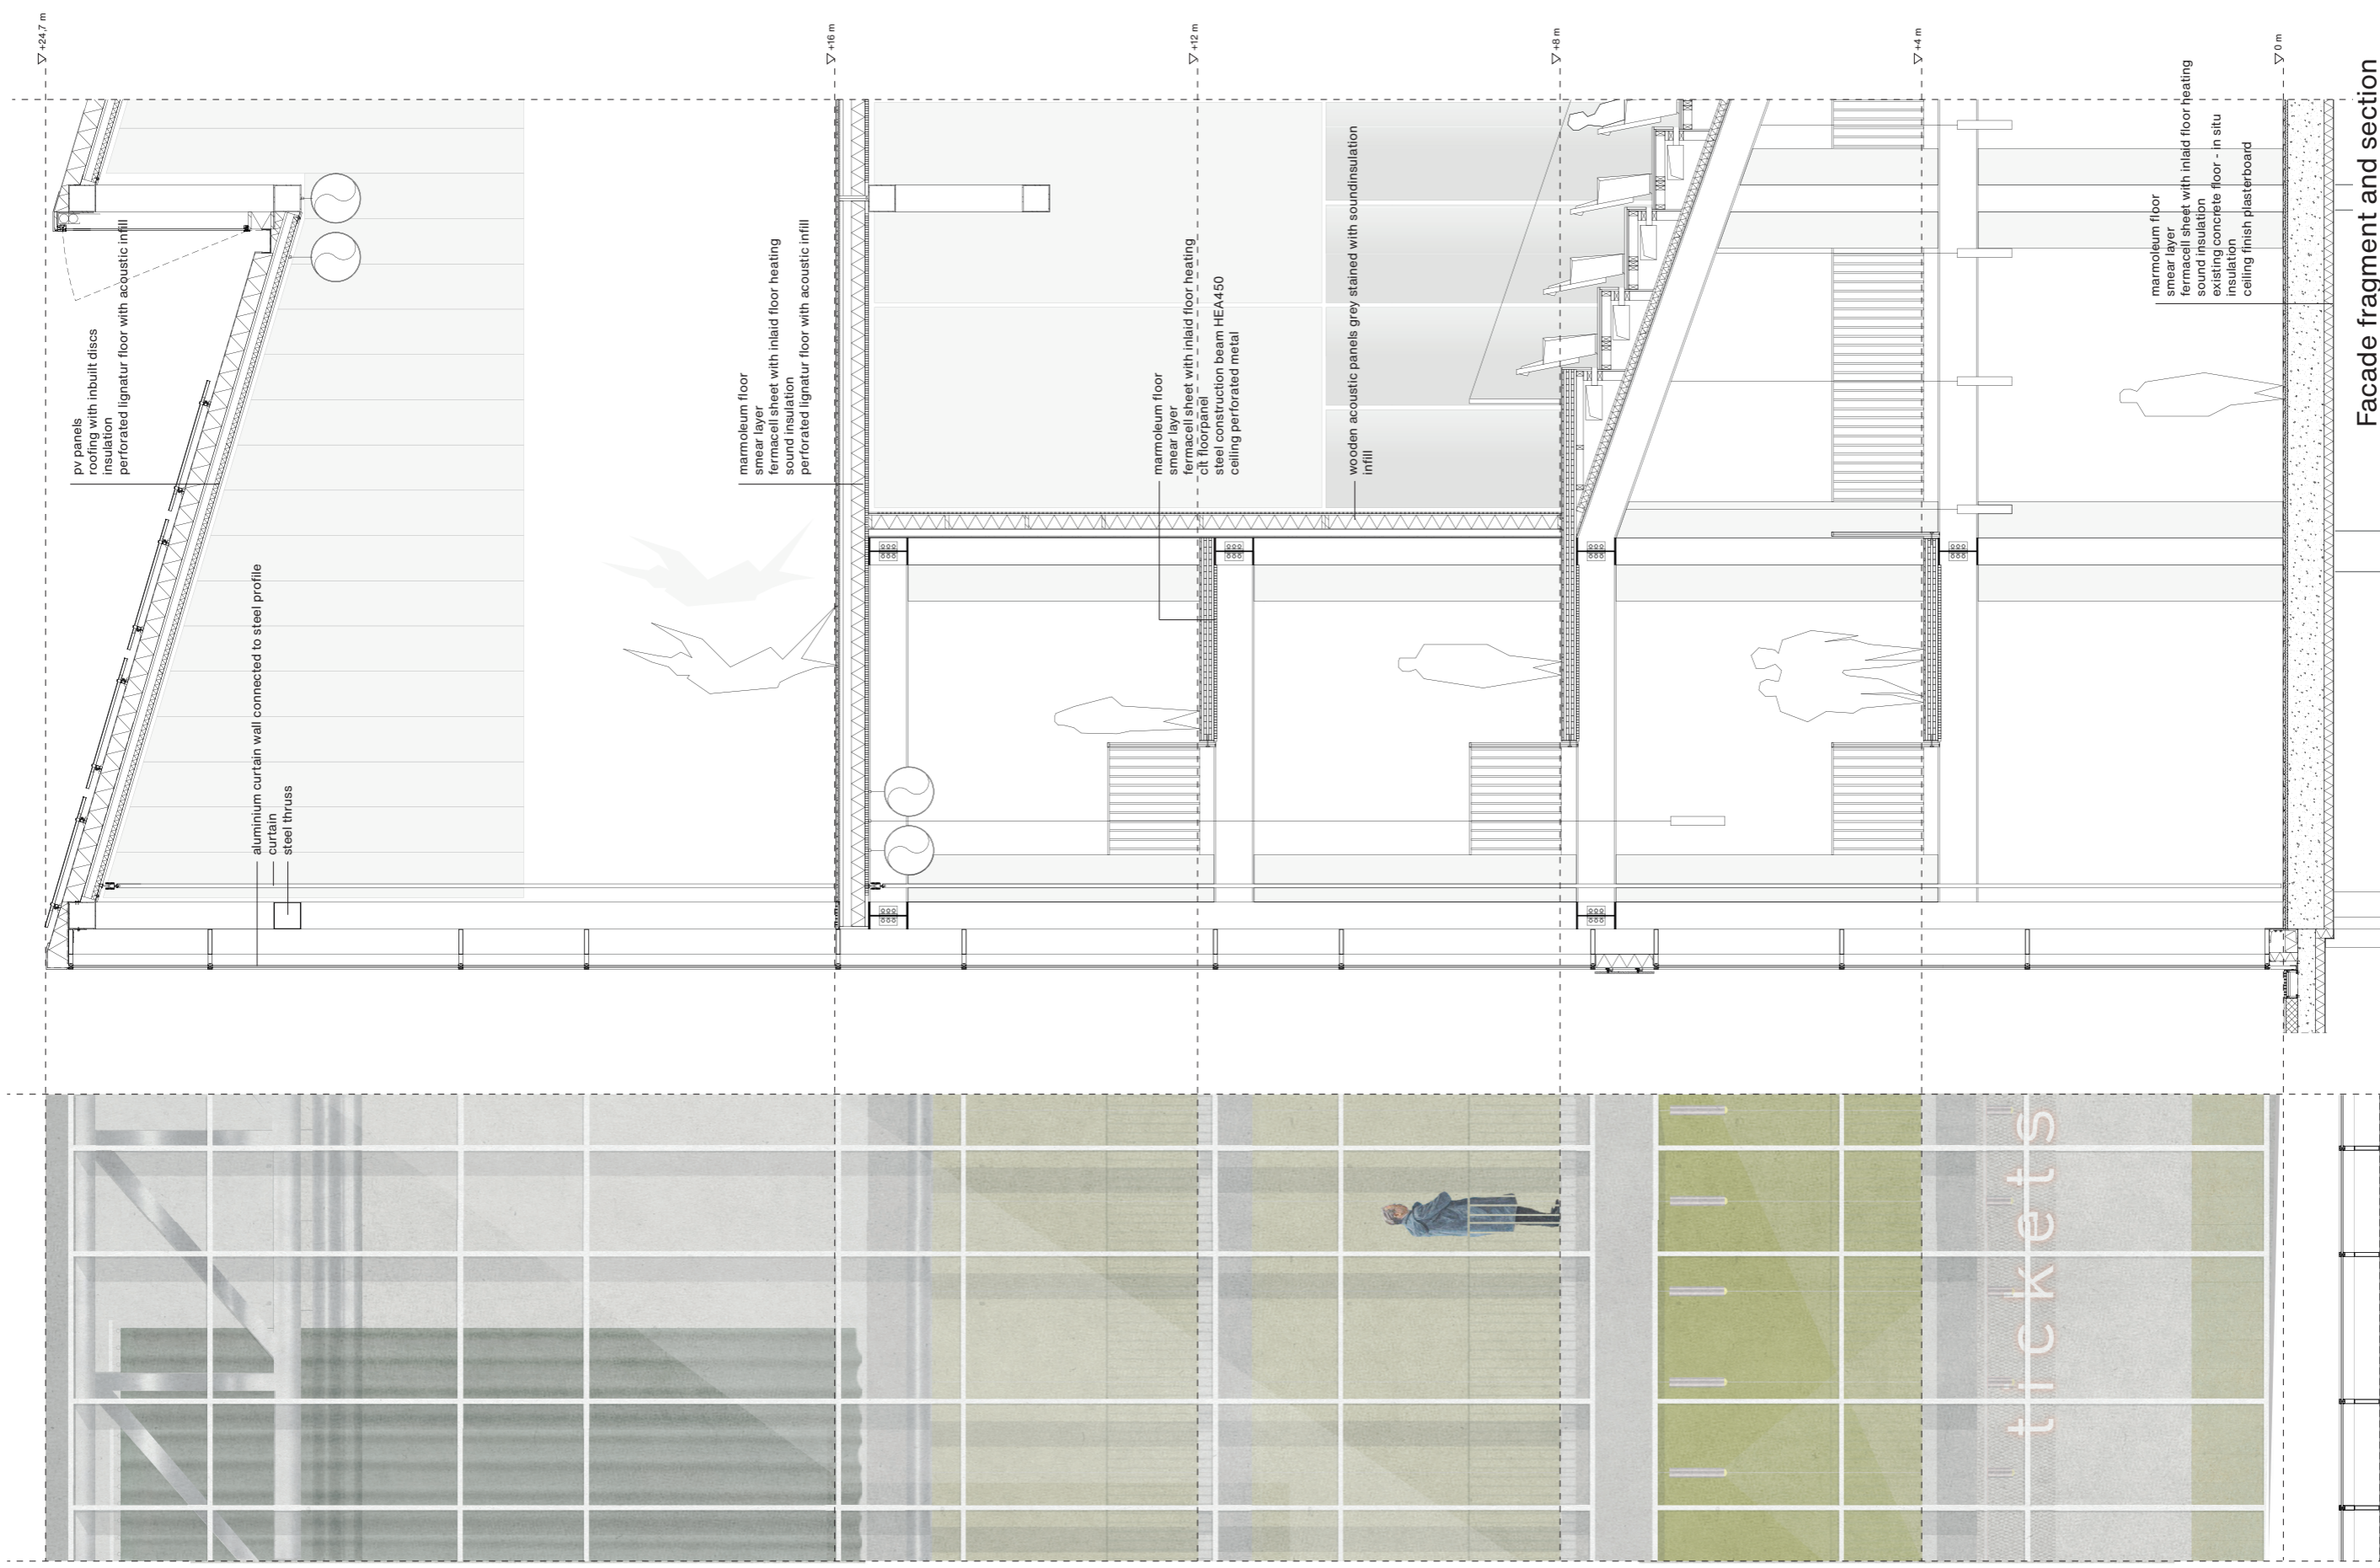 +24,7 m
+16 m
+12 m
+8 m
+4 m
0 m
pv panels
roofing with inbuilt discs
insulation
perforated lignatur floor with acoustic infill
aluminium curtain wall connected to steel profile
curtain
steel thruss
marmoleum floor
smear layer
fermacell sheet with inlaid floor heating
sound insulation
perforated lignatur floor with acoustic infill
marmoleum floor
smear layer
fermacell sheet with inlaid floor heating
clt floorpanel
steel construction beam HEA450
ceiling perforated metal
wooden acoustic panels grey stained with soundinsulation
infill
marmoleum floor
smear layer
fermacell sheet with inlaid floor heating
sound insulation
existing concrete floor - in situ
insulation
ceiling finish plasterboard
Facade fragment and section
tickets